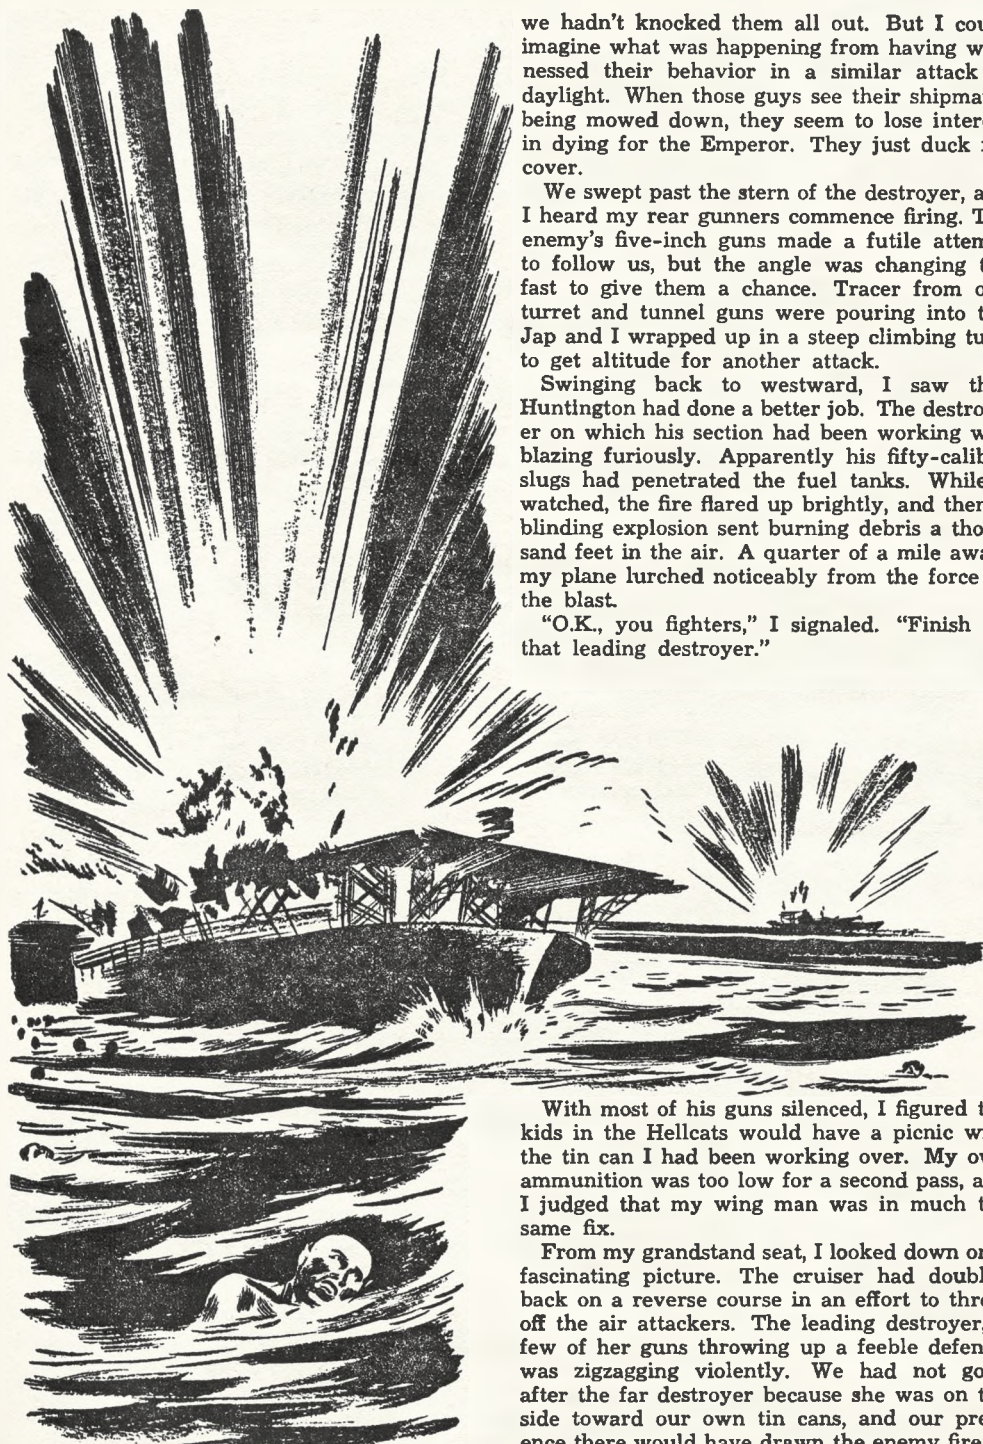 we hadn't knocked them all out. But I cou
imagine what was happening from having w
nessed their behavior in a similar attack
daylight. When those guys see their shipma
being mowed down, they seem to lose inter
in dying for the Emperor. They just duck
cover.
We swept past the stern of the destroyer, a
I heard my rear gunners commence firing. T
enemy's five-inch guns made a futile attem
to follow us, but the angle was changing t
fast to give them a chance. Tracer from o
turret and tunnel guns were pouring into t
Jap and I wrapped up in a steep climbing tu
to get altitude for another attack.
Swinging back to westward, I saw th
Huntington had done a better job. The destro
er on which his section had been working w
blazing furiously. Apparently his fifty-calib
slugs had penetrated the fuel tanks. While
watched, the fire flared up brightly, and then
blinding explosion sent burning debris a thou
sand feet in the air. A quarter of a mile awa
my plane lurched noticeably from the force
the blast.
“O.K., you fighters,” I signaled. “Finish
that leading destroyer.”
With most of his guns silenced, I figured t
kids in the Hellcats would have a picnic wi
the tin can I had been working over. My ow
ammunition was too low for a second pass, a
I judged that my wing man was in much t
same fix.
From my grandstand seat, I looked down on
fascinating picture. The cruiser had doubl
back on a reverse course in an effort to thro
off the air attackers. The leading destroyer,
few of her guns throwing up a feeble defen
was zigzagging violently. We had not go
after the far destroyer because she was on t
side toward our own tin cans, and our pre
ence there would have drawn the enemy fire